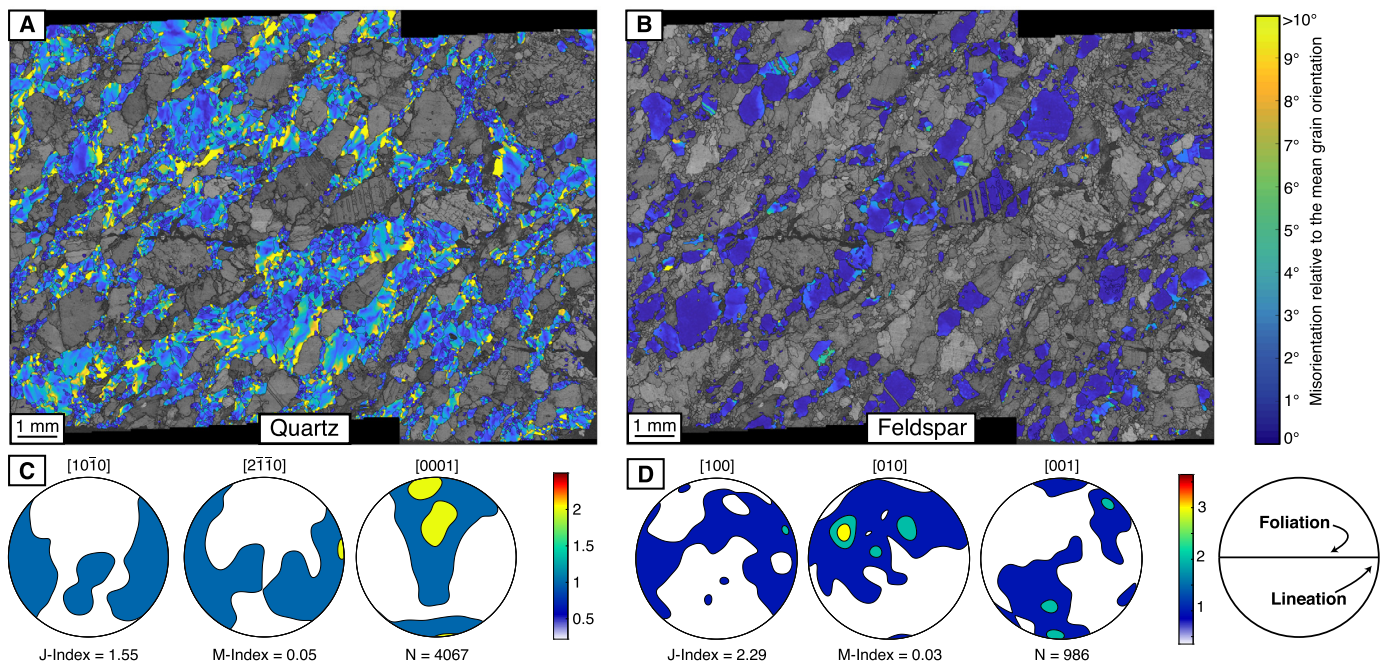 A
B
>10°
9°
8°
7°
6°
5°
4°
3°
2°
1°
0°
Misorientation relative to the mean grain orientation
1 mm
Quartz
1 mm
Feldspar
C
[101̄0]
[21̄1̄0]
[0001]
2
1.5
1
0.5
J-Index = 1.55
M-Index = 0.05
N = 4067
D
[100]
[010]
[001]
3
2
1
J-Index = 2.29
M-Index = 0.03
N = 986
Foliation
Lineation